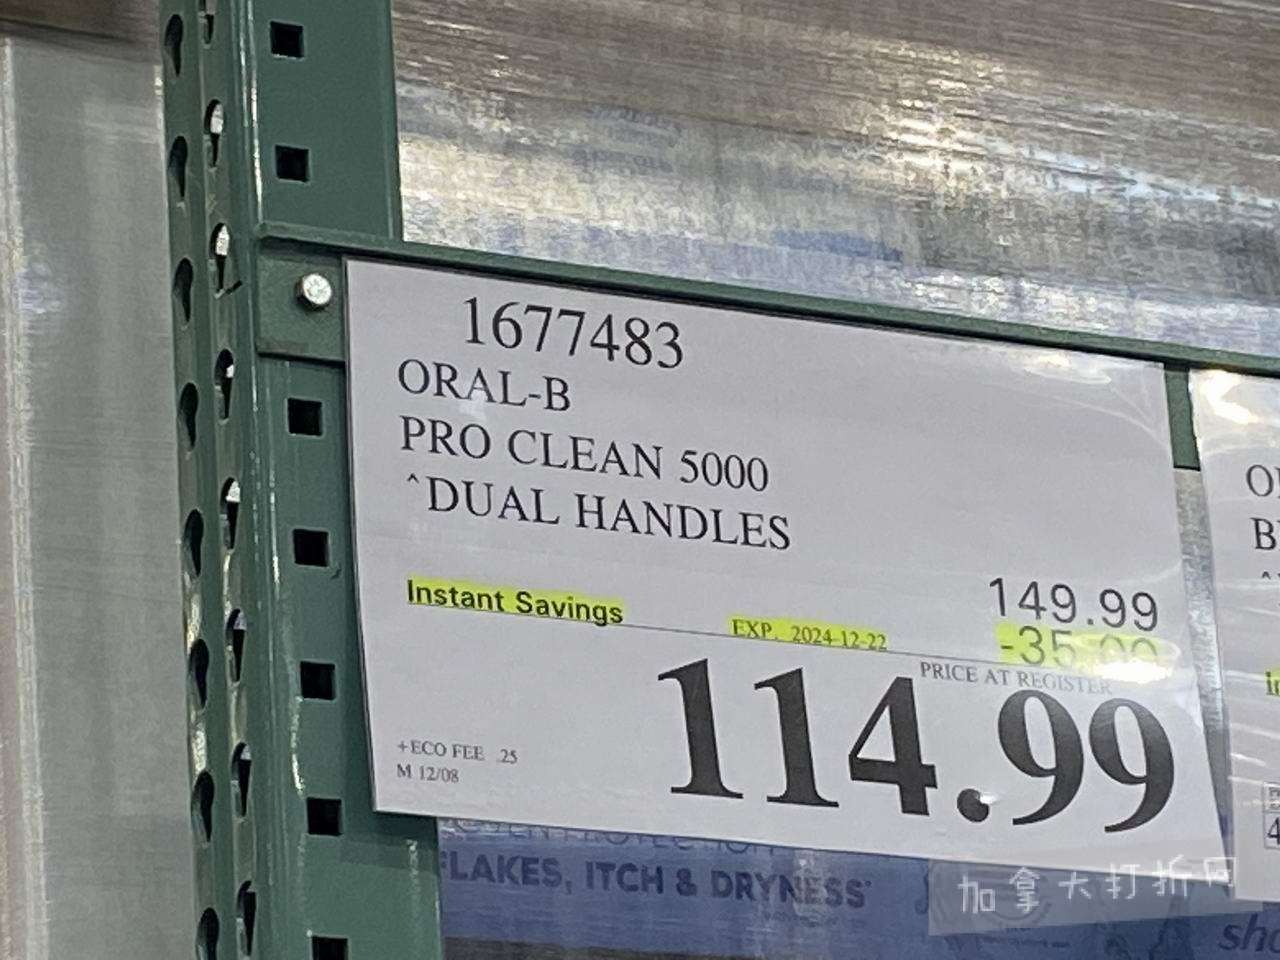 1677483
ORAL-B
PRO CLEAN 5000
^DUAL HANDLES
149.99
Instant Savings EXP. 2024-12-22 -35.00
PRICE AT REGISTER
114.99
+ECO FEE .25
M 12/08
FLAKES, ITCH & DRYNESS
加拿大打折网